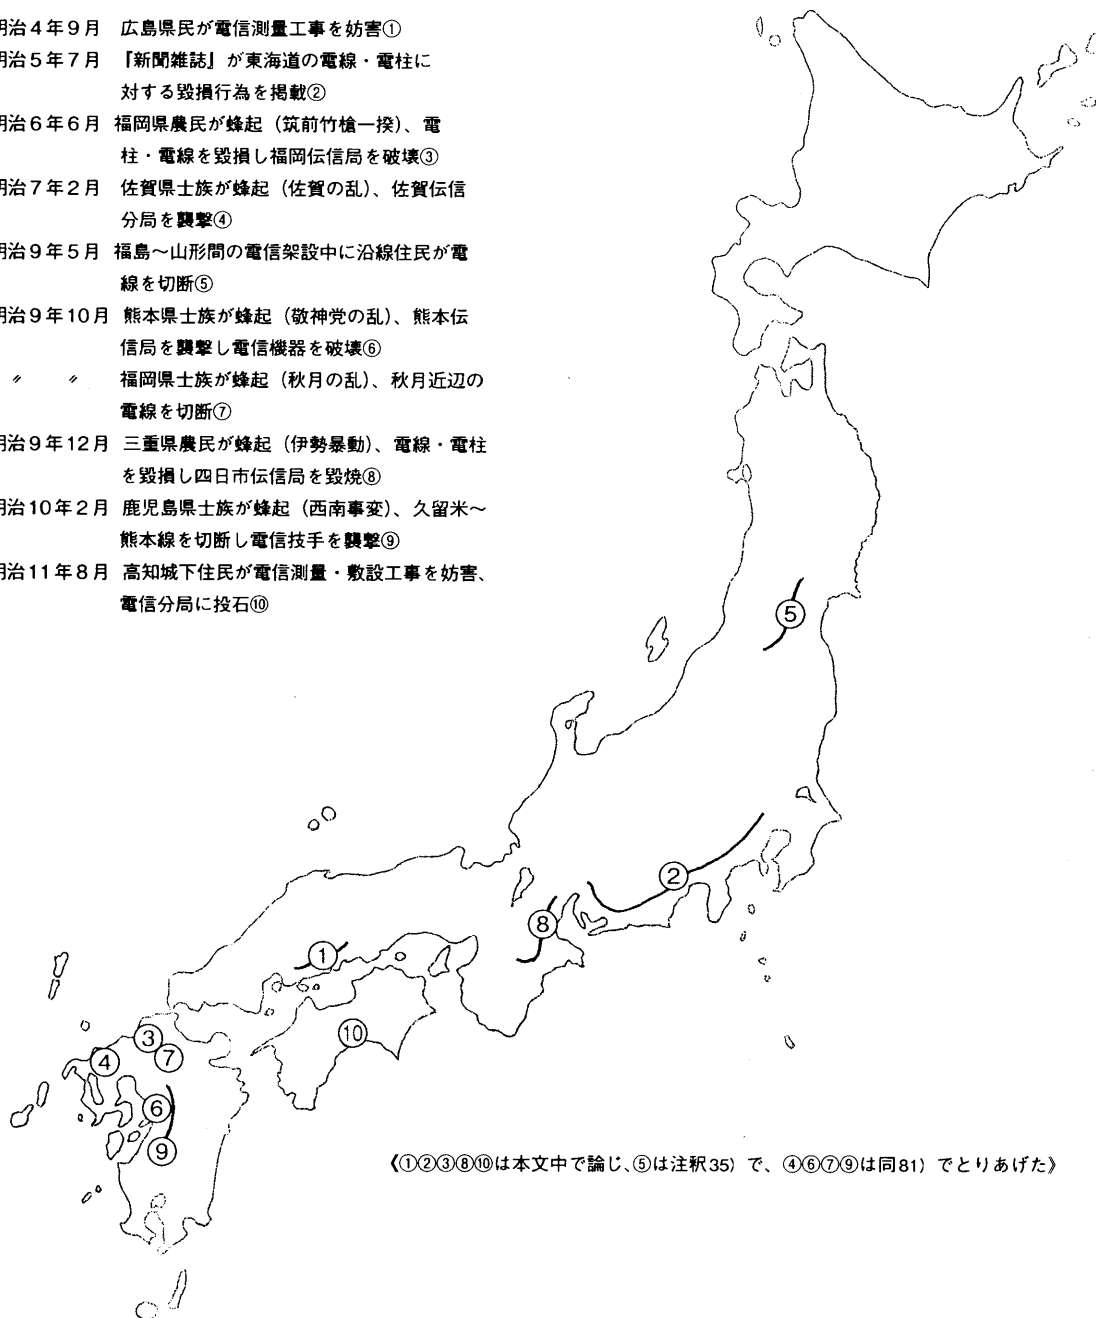 明治4年9月 広島県民が電信測量工事を妨害①
明治5年7月 『新聞雑誌』が東海道の電線・電柱に
対する毀損行為を掲載②
明治6年6月 福岡県農民が蜂起（筑前竹槍一揆）、電
柱・電線を毀損し福岡伝信局を破壊③
明治7年2月 佐賀県士族が蜂起（佐賀の乱）、佐賀伝信
分局を襲撃④
明治9年5月 福島～山形間の電信架設中に沿線住民が電
線を切断⑤
明治9年10月 熊本県士族が蜂起（敬神党の乱）、熊本伝
信局を襲撃し電信機器を破壊⑥
〃 〃 福岡県士族が蜂起（秋月の乱）、秋月近辺の
電線を切断⑦
明治9年12月 三重県農民が蜂起（伊勢暴動）、電線・電柱
を毀損し四日市伝信局を毀焼⑧
明治10年2月 鹿児島県士族が蜂起（西南事変）、久留米～
熊本線を切断し電信技手を襲撃⑨
明治11年8月 高知城下住民が電信測量・敷設工事を妨害、
電信分局に投石⑩
⑤
②
⑧
①
⑩
③
⑦
④
⑥
⑨
《①②③⑧⑩は本文中で論じ、⑤は注釈35）で、④⑥⑦⑨は同81）でとりあげた》